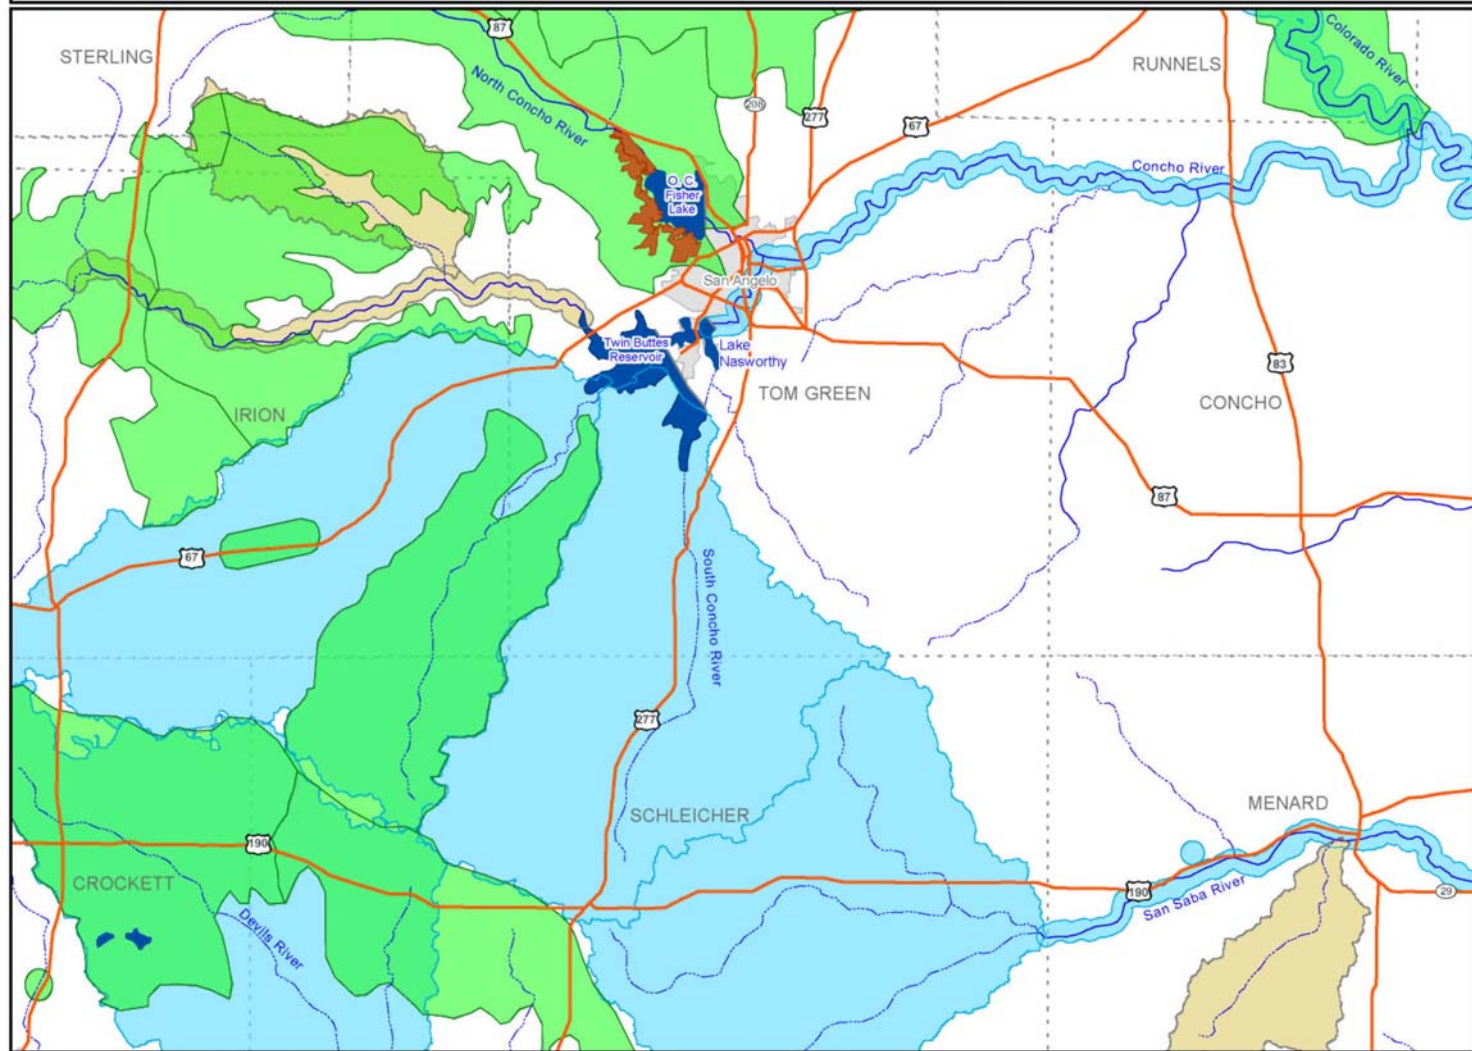 87
STERLING
Colorado River
RUNNELS
North Concho River
208
277
67
Concho River
O. C.
Fisher
Lake
San Angelo
Twin Buttes
Reservoir
Lake
Nasworthy
83
IRION
TOM GREEN
CONCHO
87
67
South Concho River
277
SCHLEICHER
MENARD
190
CROCKETT
190
29
San Saba River
Devils River